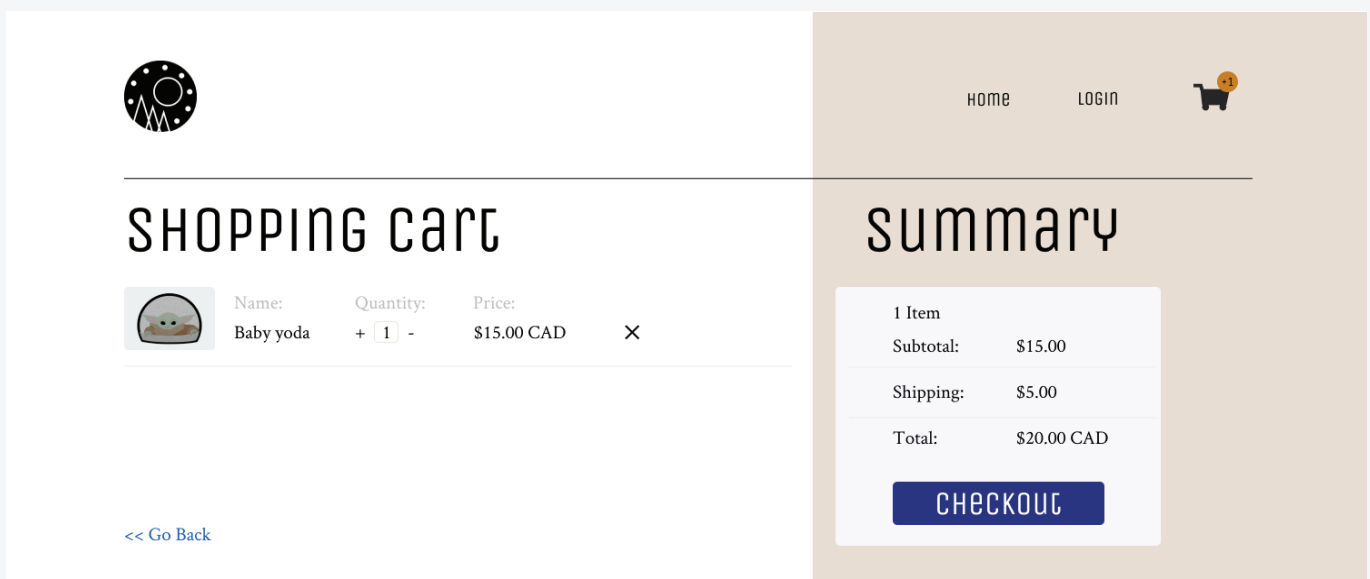 Home
LOGIN
+1
SHOPPING Cart
Summary
Name:
Quantity:
Price:
Baby yoda
+ 1 -
$15.00 CAD
1 Item
Subtotal: $15.00
Shipping: $5.00
Total: $20.00 CAD
Checkout
<< Go Back